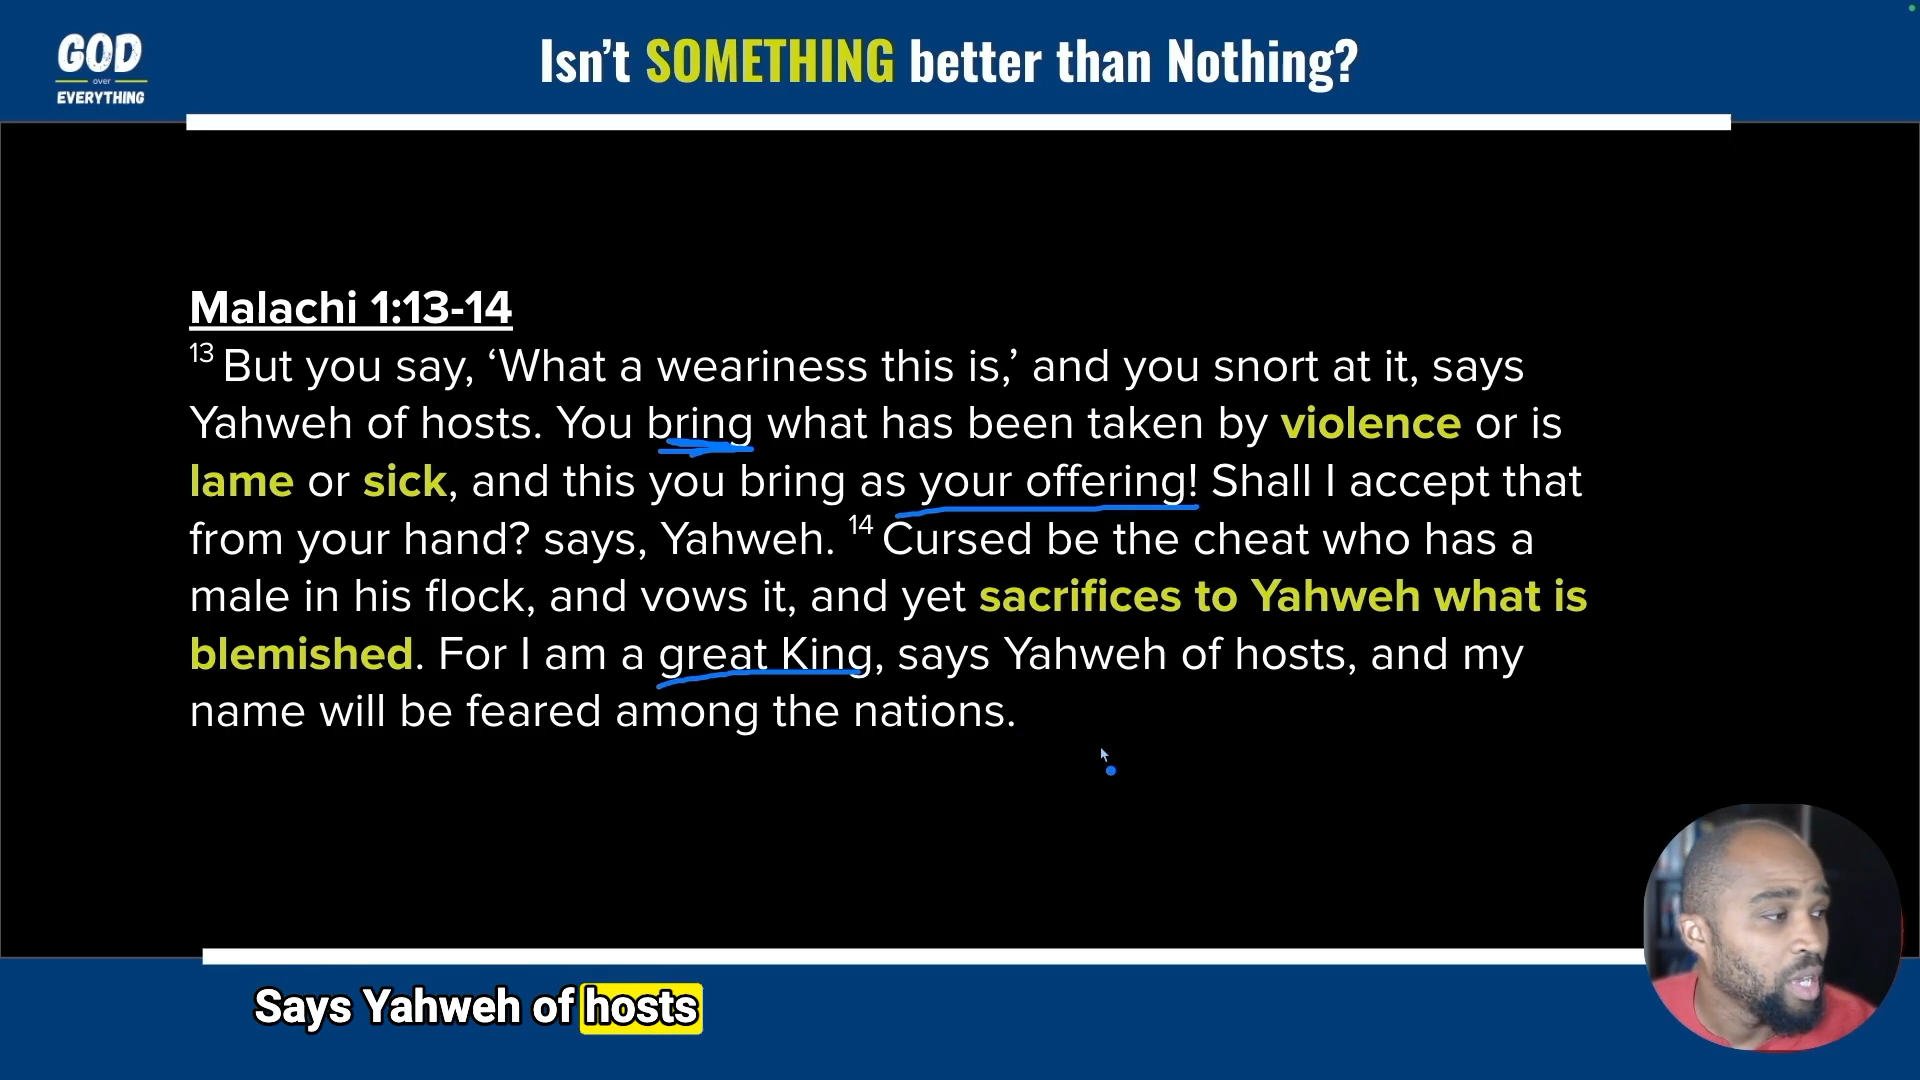 GOD
over
EVERYTHING
Isn’t SOMETHING better than Nothing?
Malachi 1:13-14
13 But you say, ‘What a weariness this is,’ and you snort at it, says
Yahweh of hosts. You bring what has been taken by violence or is
lame or sick, and this you bring as your offering! Shall I accept that
from your hand? says, Yahweh. 14 Cursed be the cheat who has a
male in his flock, and vows it, and yet sacrifices to Yahweh what is
blemished. For I am a great King, says Yahweh of hosts, and my
name will be feared among the nations.
Says Yahweh of hosts